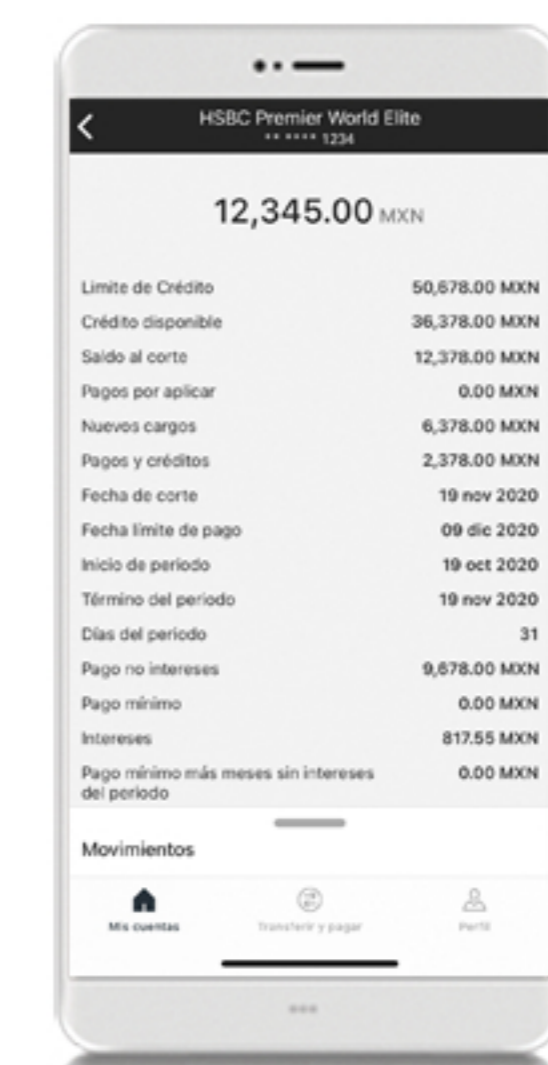 HSBC Premier World Elite
** **** 1234
12,345.00 MXN
Limite de Crédito 50,678.00 MXN
Crédito disponible 36,378.00 MXN
Saldo al corte 12,378.00 MXN
Pagos por aplicar 0.00 MXN
Nuevos cargos 6,378.00 MXN
Pagos y créditos 2,378.00 MXN
Fecha de corte 19 nov 2020
Fecha límite de pago 09 dic 2020
Inicio de periodo 19 oct 2020
Término del periodo 19 nov 2020
Días del periodo 31
Pago no intereses 9,678.00 MXN
Pago mínimo 0.00 MXN
Intereses 817.55 MXN
Pago mínimo más meses sin intereses 0.00 MXN
del periodo
Movimientos
Mis cuentas Transferir y pagar Perfil